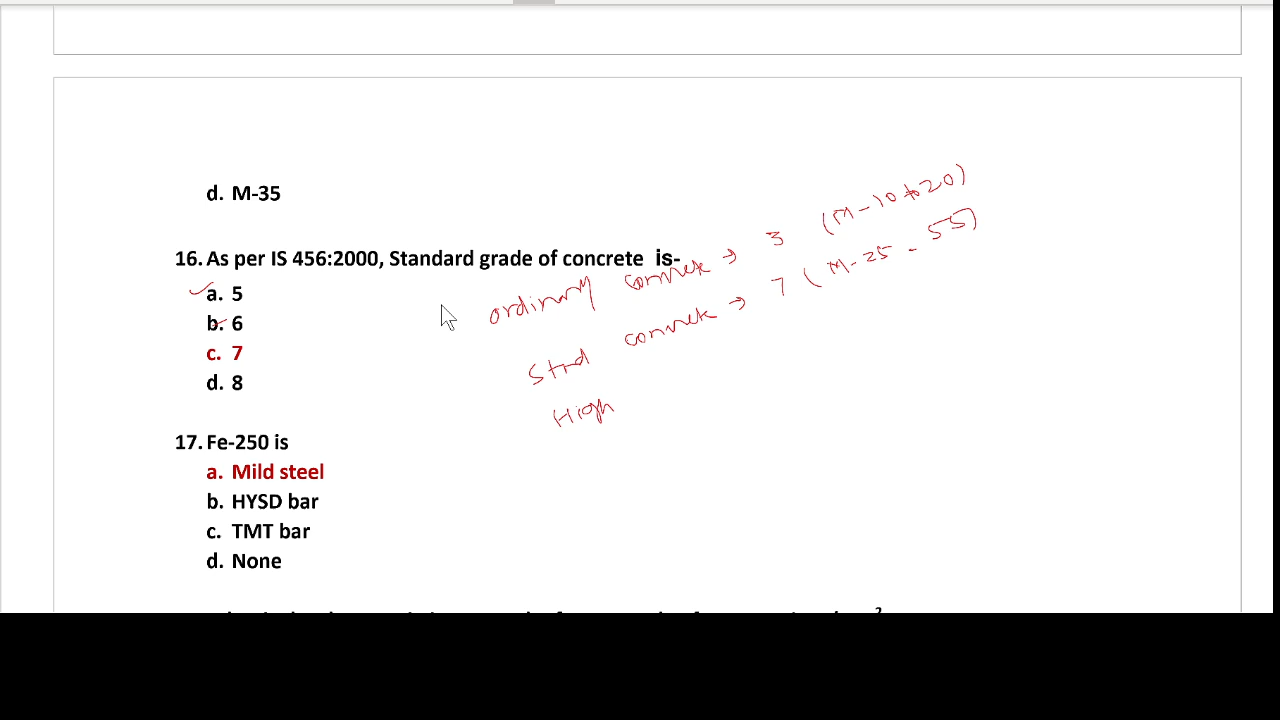 d. M-35
16. As per IS 456:2000, Standard grade of concrete is-
a. 5
b. 6
c. 7
d. 8
ordinary concrete → 3 (M-10 to 20)
Strd concrete → 7 (M-25 - 55)
High
17. Fe-250 is
a. Mild steel
b. HYSD bar
c. TMT bar
d. None